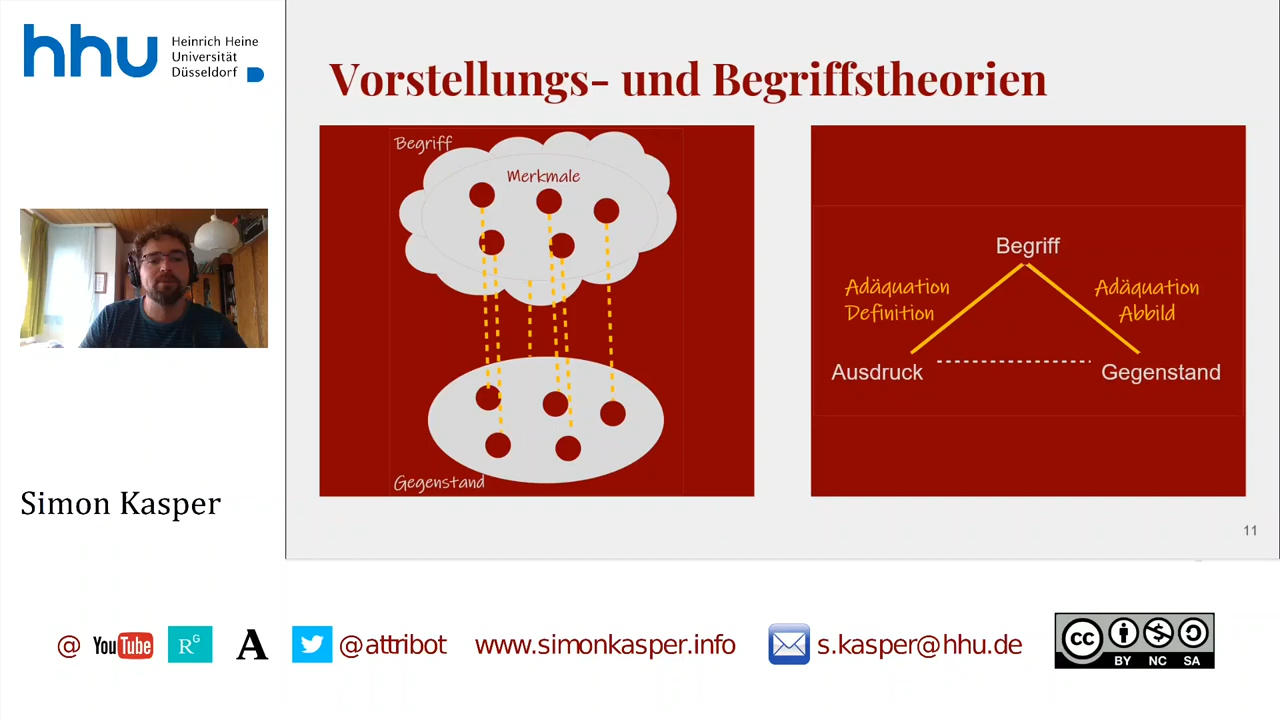 hhu
Heinrich Heine
Universität
Düsseldorf
Vorstellungs- und Begriffstheorien
Begriff
Merkmale
Gegenstand
Begriff
Adäquation
Definition
Adäquation
Abbild
Ausdruck
Gegenstand
11
Simon Kasper
@ YouTube RG A @attribot www.simonkasper.info s.kasper@hhu.de
cc
BY NC SA